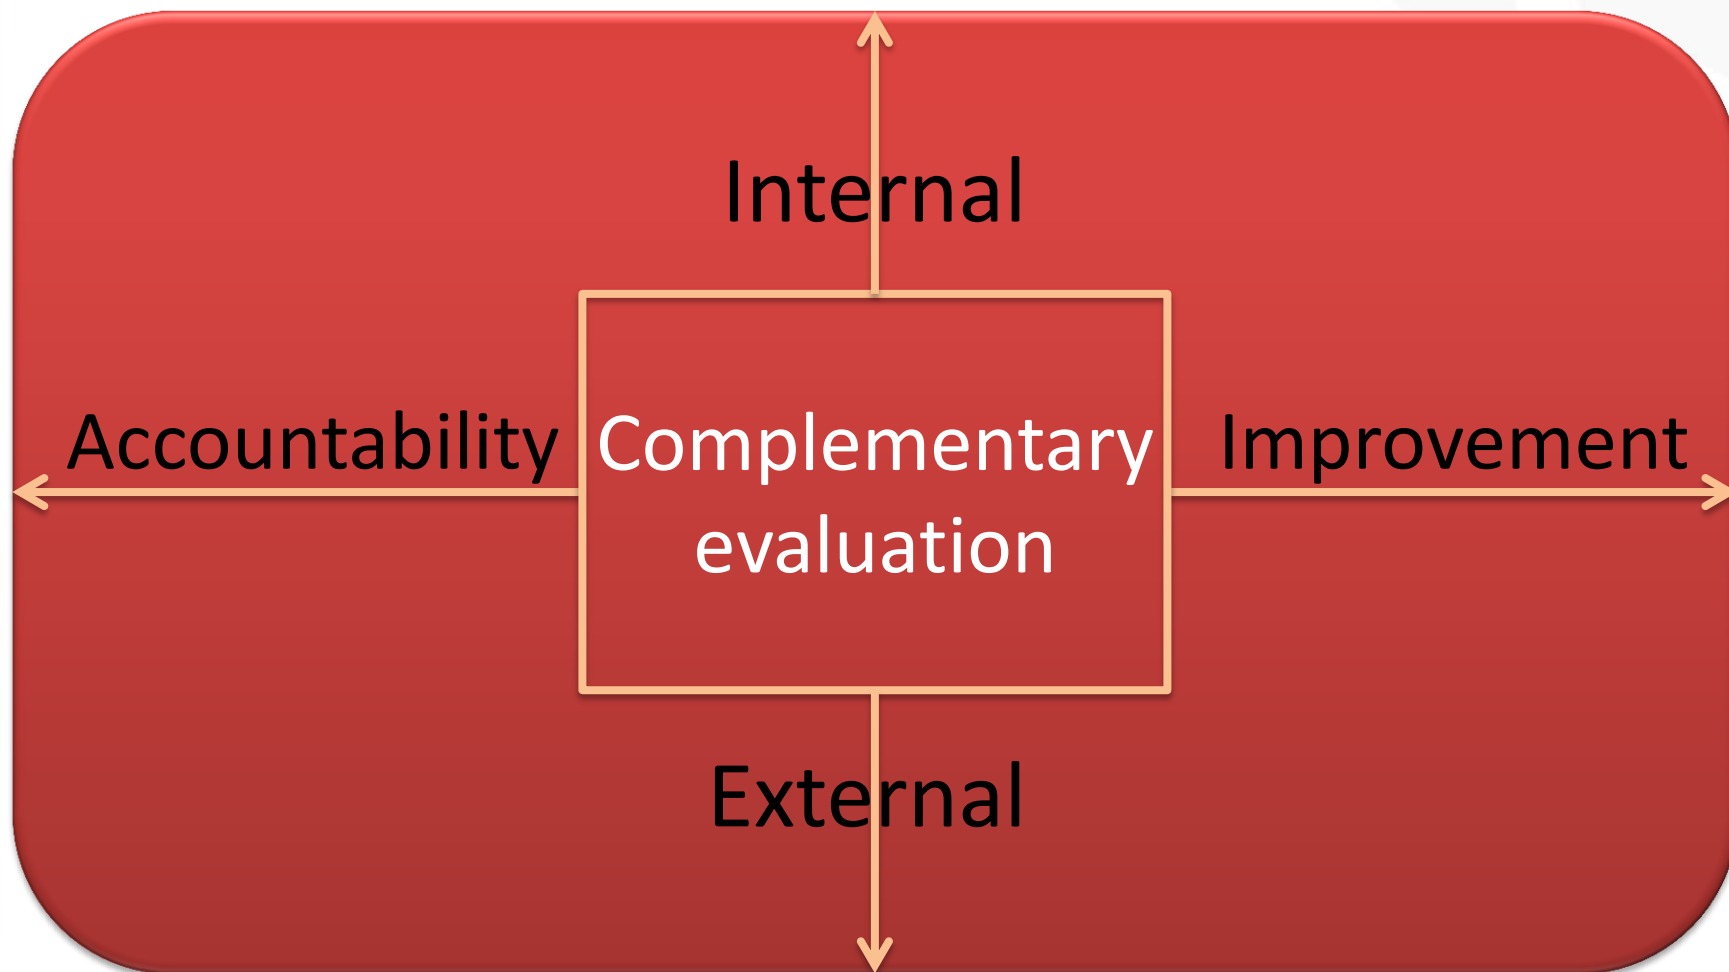 Internal
Accountability
Complementary
evaluation
Improvement
External